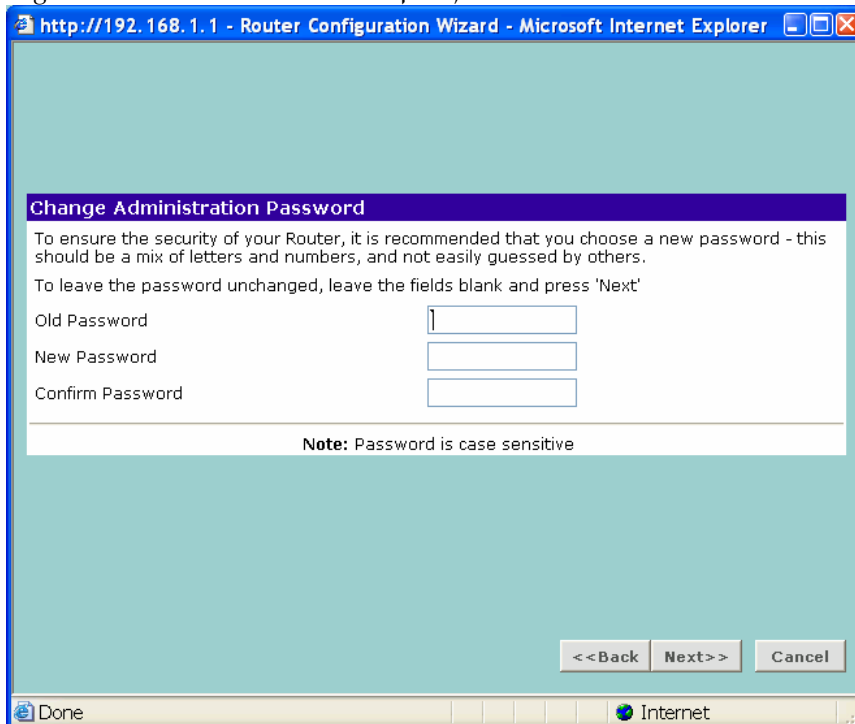 http://192.168.1.1 - Router Configuration Wizard - Microsoft Internet Explorer
Change Administration Password
To ensure the security of your Router, it is recommended that you choose a new password - this
should be a mix of letters and numbers, and not easily guessed by others.
To leave the password unchanged, leave the fields blank and press 'Next'
Old Password
New Password
Confirm Password
Note: Password is case sensitive
<<Back Next>> Cancel
Done Internet